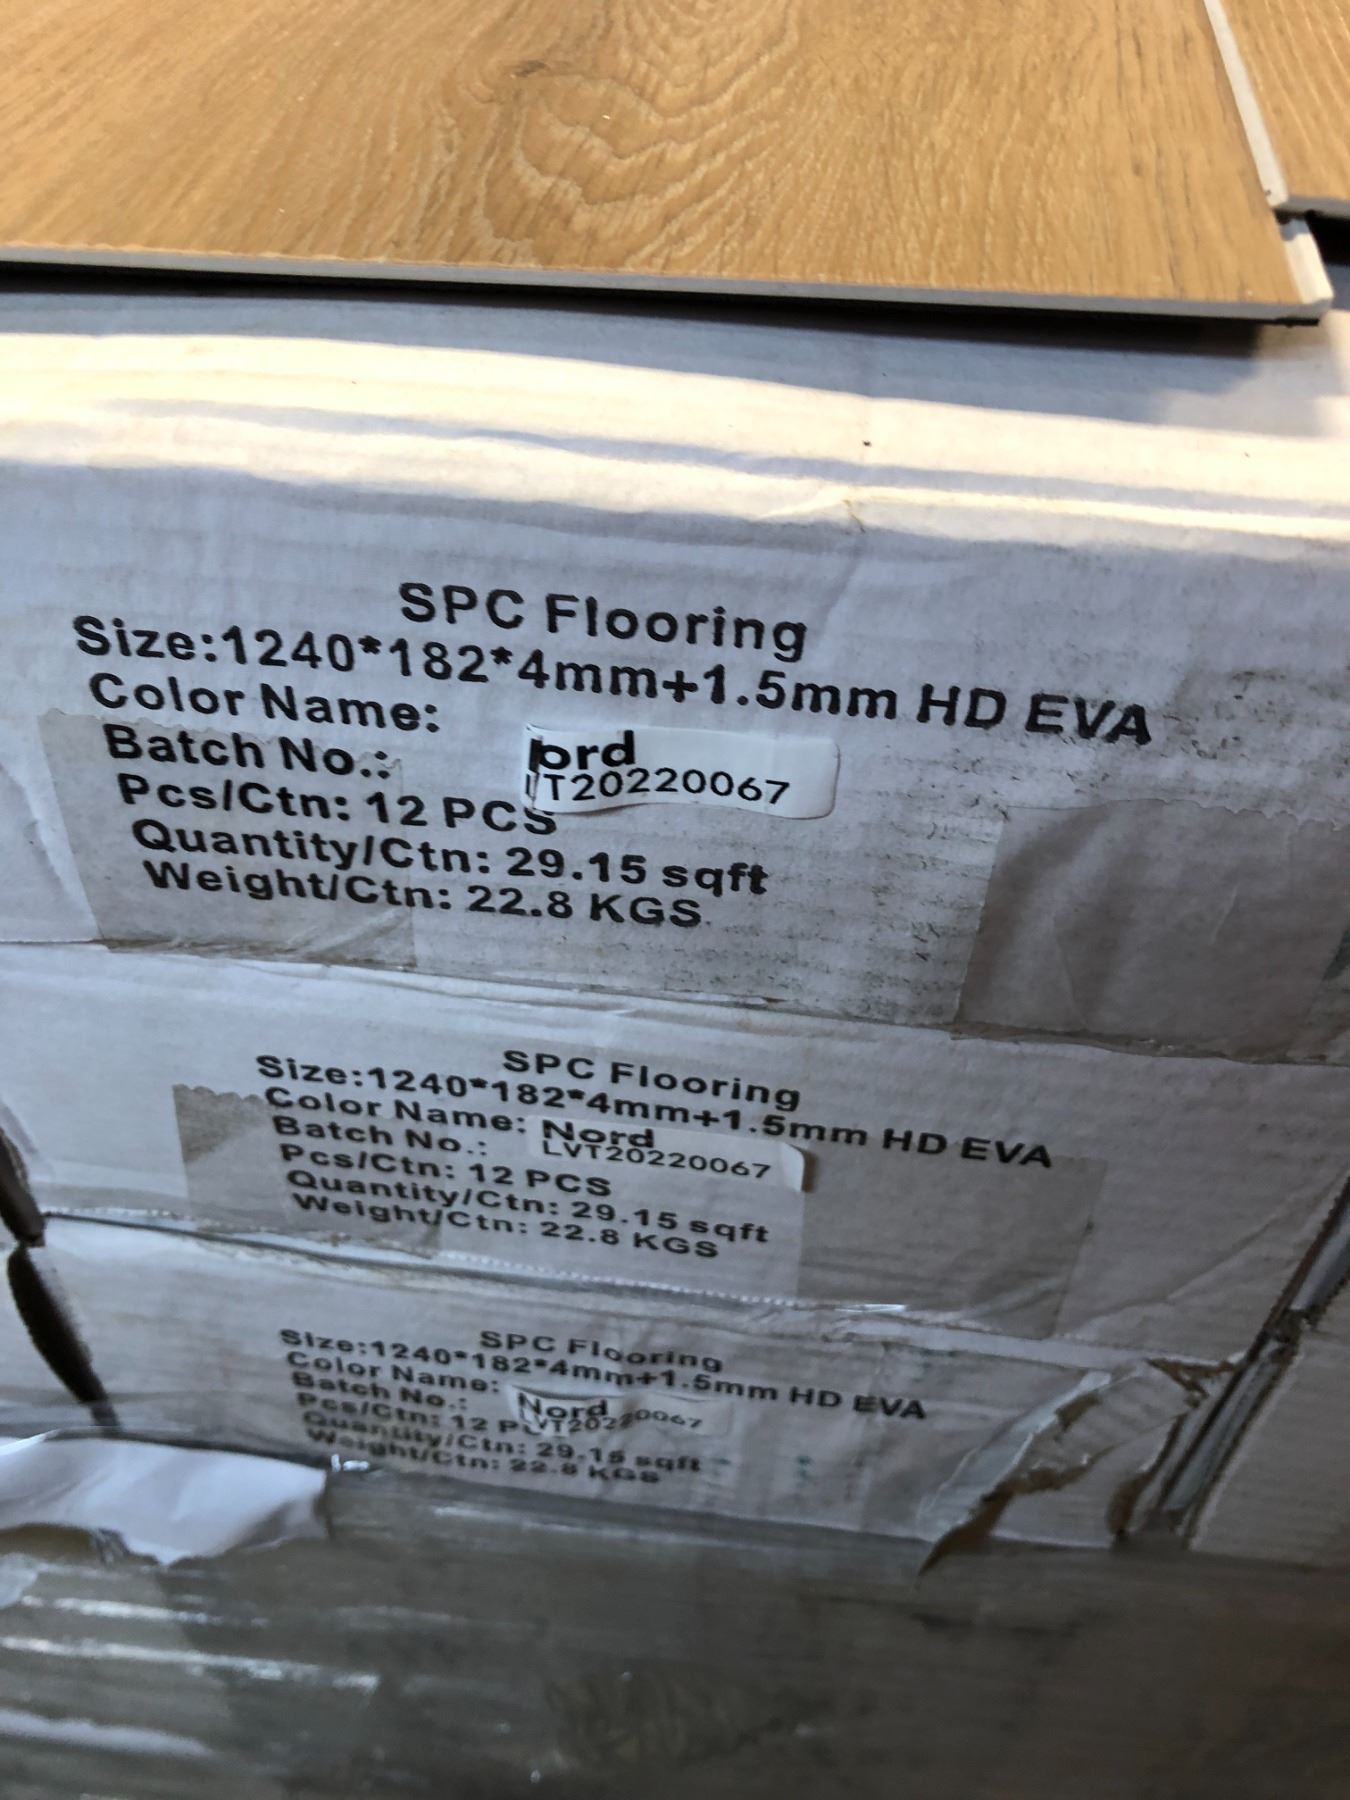 SPC Flooring
Size:1240*182*4mm+1.5mm HD EVA
Color Name: ord
Batch No.: T20220067
Pcs/Ctn: 12 PCS
Quantity/Ctn: 29.15 sqft
Weight/Ctn: 22.8 KGS
SPC Flooring
Size:1240*182*4mm+1.5mm HD EVA
Color Name: Nord
Batch No.: LVT20220067
Pcs/Ctn: 12 PCS
Quantity/Ctn: 29.15 sqft
Weight/Ctn: 22.8 KGS
SPC Flooring
Size:1240*182*4mm+1.5mm HD EVA
Color Name: Nord
Batch No.: LVT20220067
Pcs/Ctn: 12 P
Quantity/Ctn: 29.15 sqft
Weight/Ctn: 22.8 KGS